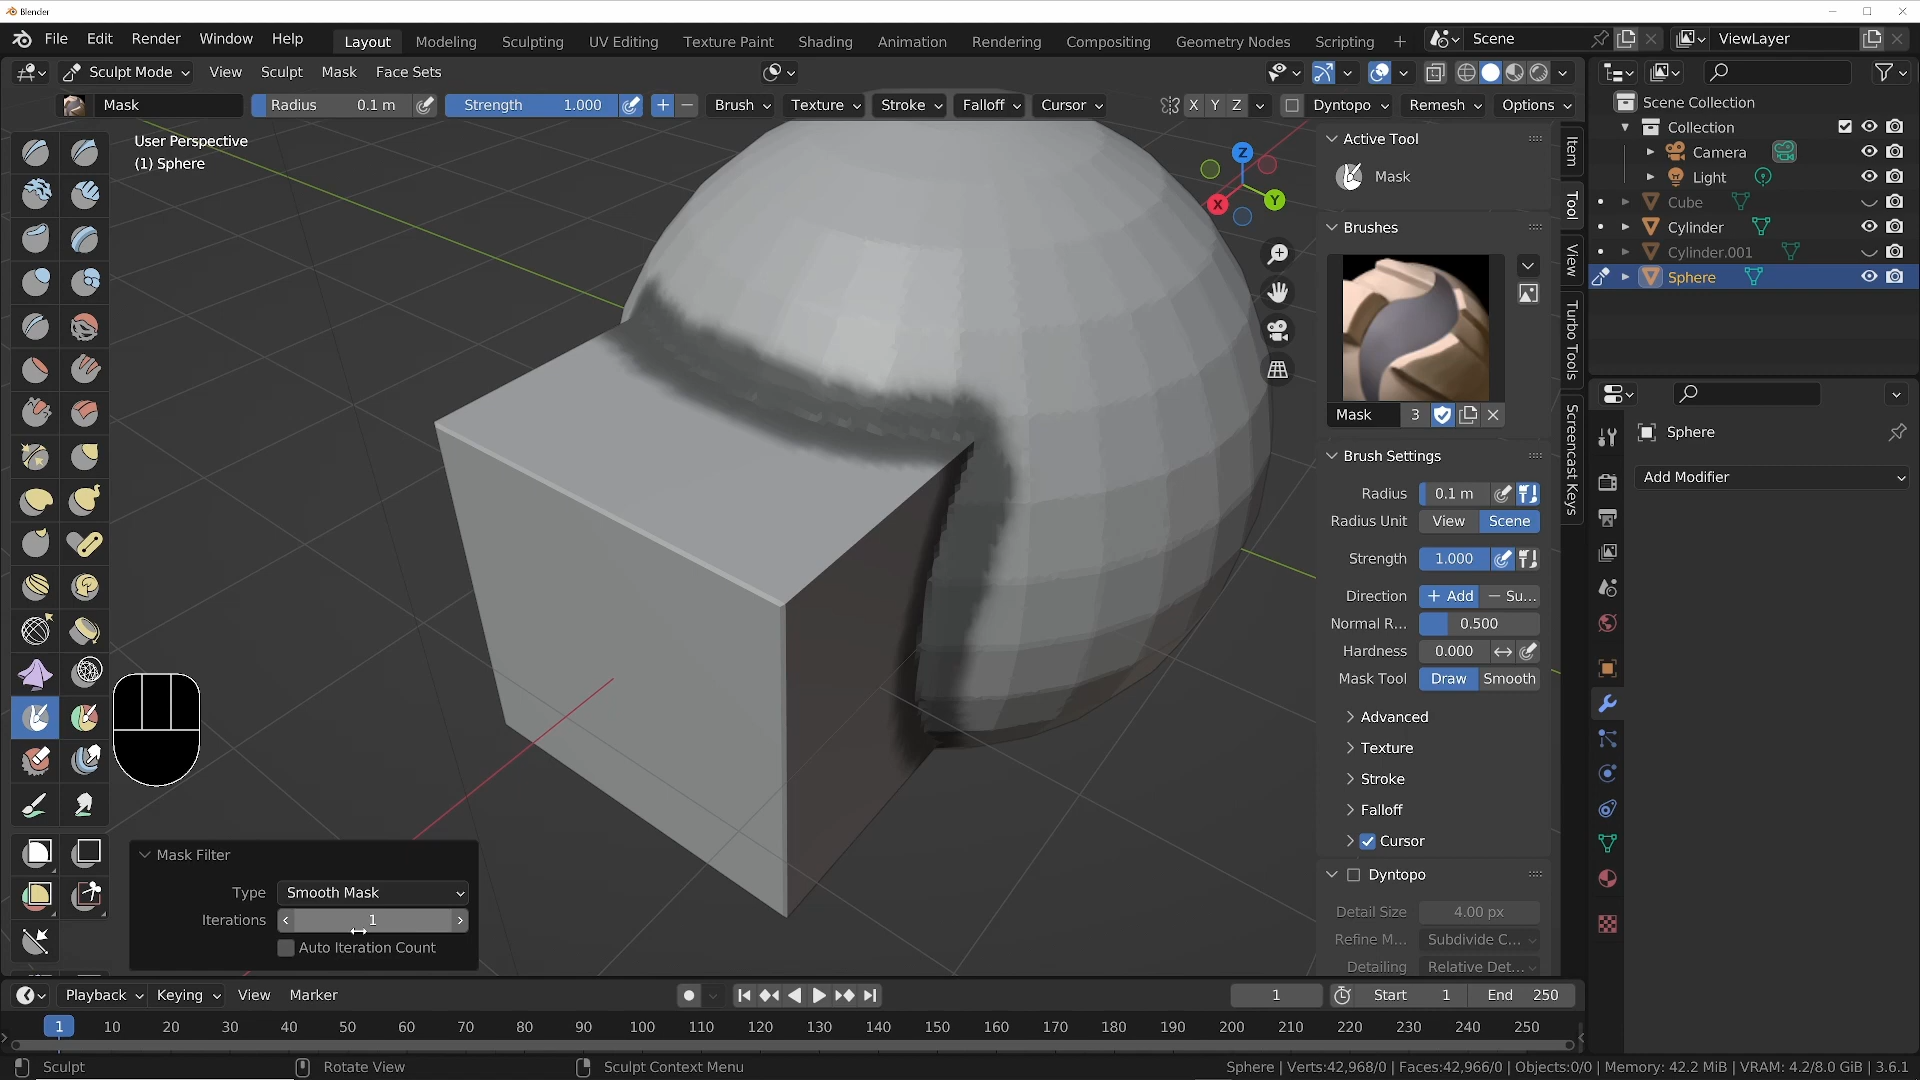 Blender
File Edit Render Window Help
Layout Modeling Sculpting UV Editing Texture Paint Shading Animation Rendering Compositing Geometry Nodes Scripting +
Scene
ViewLayer
Sculpt Mode View Sculpt Mask Face Sets
Mask Radius 0.1 m Strength 1.000 Brush Texture Stroke Falloff Cursor X Y Z Dyntopo Remesh Options
User Perspective
(1) Sphere
Z
X
Y
Active Tool
Mask
Brushes
Mask 3
Brush Settings
Radius 0.1 m
Radius Unit View Scene
Strength 1.000
Direction + Add − Su...
Normal R... 0.500
Hardness 0.000
Mask Tool Draw Smooth
Advanced
Texture
Stroke
Falloff
Cursor
Dyntopo
Detail Size 4.00 px
Refine M... Subdivide C...
Detailing Relative Det...
Item
Tool
View
Turbo Tools
Screencast Keys
Scene Collection
Collection
Camera
Light
Cube
Cylinder
Cylinder.001
Sphere
Sphere
Add Modifier
Mask Filter
Type Smooth Mask
Iterations 1
Auto Iteration Count
Playback Keying View Marker
1 Start 1 End 250
1 10 20 30 40 50 60 70 80 90 100 110 120 130 140 150 160 170 180 190 200 210 220 230 240 250
Sculpt Rotate View Sculpt Context Menu
Sphere | Verts:42,968/0 | Faces:42,966/0 | Objects:0/0 | Memory: 42.2 MiB | VRAM: 4.2/8.0 GiB | 3.6.1